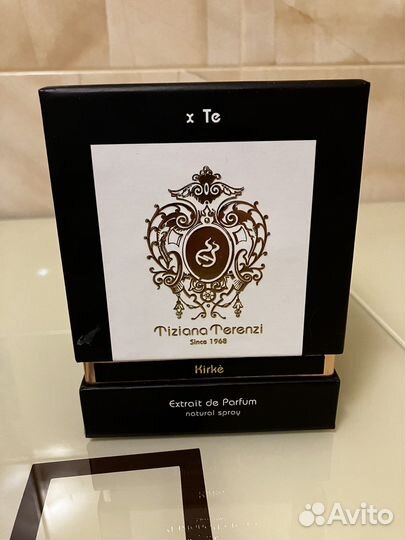 x Te
Tiziana Terenzi
Since 1968
Kirkè
Extrait de Parfum
natural spray
Avito